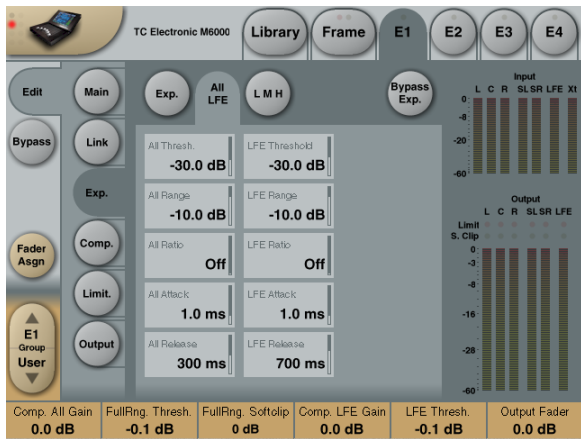 TC Electronic M6000
Library
Frame
E1
E2
E3
E4
Edit
Main
Exp.
All
LFE
L M H
Bypass
Exp.
Input
L C R SL SR LFE Xt
0
-8
-20
-60
Bypass
Link
All Thresh.
-30.0 dB
LFE Threshold
-30.0 dB
Exp.
All Range
-10.0 dB
LFE Range
-10.0 dB
Output
L C R SL SR LFE
Limit
S. Clip
0
-3
-8
-16
-28
-60
Fader
Asgn
Comp.
All Ratio
Off
LFE Ratio
Off
Limit.
All Attack
1.0 ms
LFE Attack
1.0 ms
E1
Group
User
Output
All Release
300 ms
LFE Release
700 ms
Comp. All Gain
0.0 dB
FullRng. Thresh.
-0.1 dB
FullRng. Softclip
0 dB
Comp. LFE Gain
0.0 dB
LFE Thresh.
-0.1 dB
Output Fader
0.0 dB